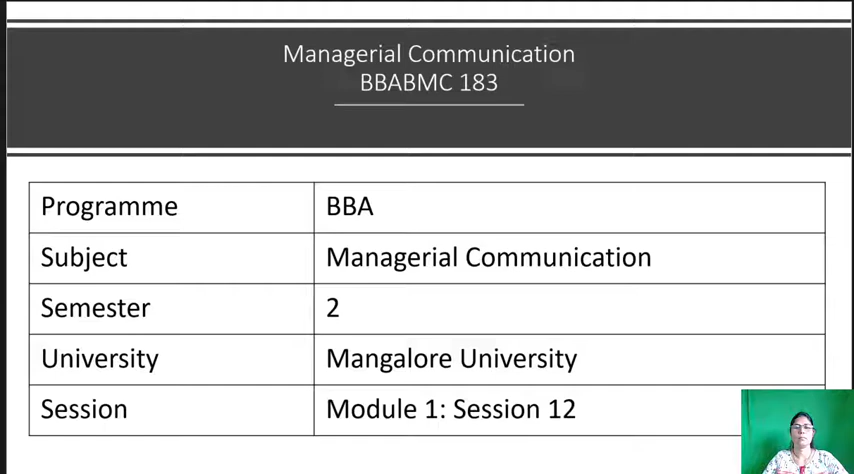 Managerial Communication
BBABMC 183
Programme BBA
Subject Managerial Communication
Semester 2
University Mangalore University
Session Module 1: Session 12